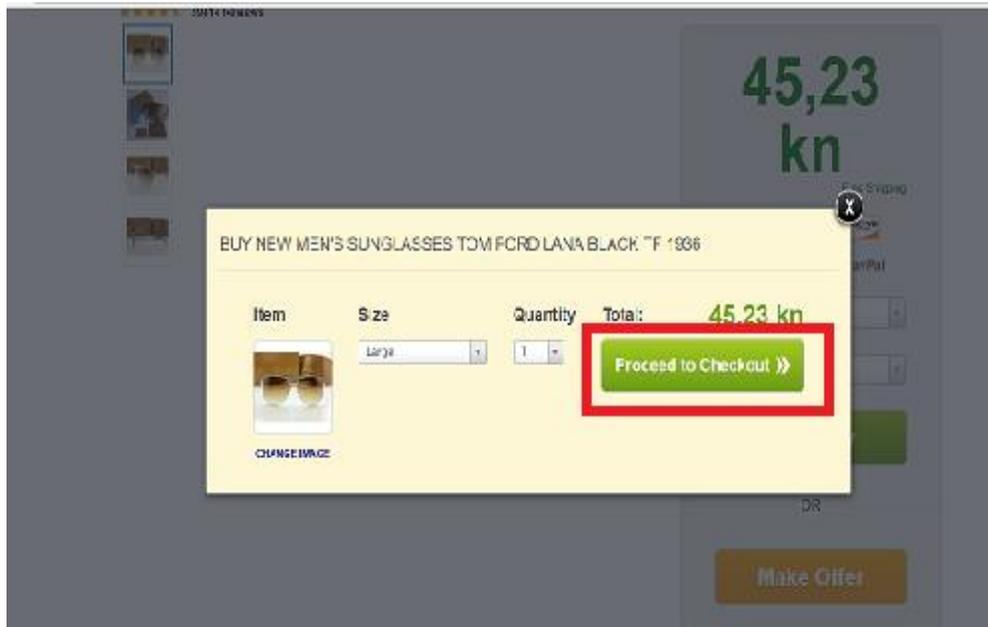 45,23
kn
X
BUY NEW MEN'S SUNGLASSES TOM FORD LANA BLACK TF 1936
Item Size Quantity Total: 45,23 kn
Large 1 Proceed to Checkout »
CHANGE IMAGE
OR
Make Offer